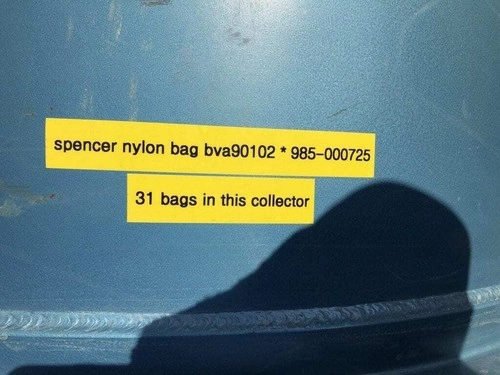 spencer nylon bag bva90102 * 985-000725
31 bags in this collector